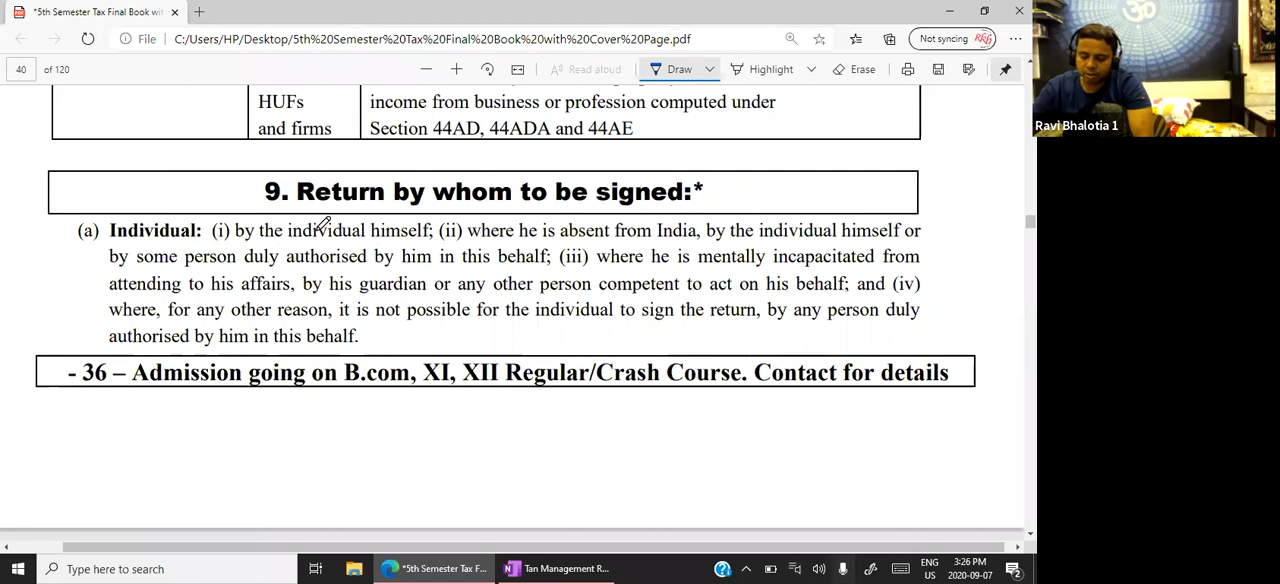 *5th Semester Tax Final Book wit
File
C:/Users/HP/Desktop/5th%20Semester%20Tax%20Final%20Book%20with%20Cover%20Page.pdf
Not syncing
40 of 120
Read aloud
Draw
Highlight
Erase
HUFs
and firms
income from business or profession computed under
Section 44AD, 44ADA and 44AE
9. Return by whom to be signed:*
(a) Individual: (i) by the individual himself; (ii) where he is absent from India, by the individual himself or
by some person duly authorised by him in this behalf; (iii) where he is mentally incapacitated from
attending to his affairs, by his guardian or any other person competent to act on his behalf; and (iv)
where, for any other reason, it is not possible for the individual to sign the return, by any person duly
authorised by him in this behalf.
- 36 – Admission going on B.com, XI, XII Regular/Crash Course. Contact for details
Ravi Bhalotia 1
Type here to search
*5th Semester Tax F...
Tan Management R...
ENG
US
3:26 PM
2020-09-07